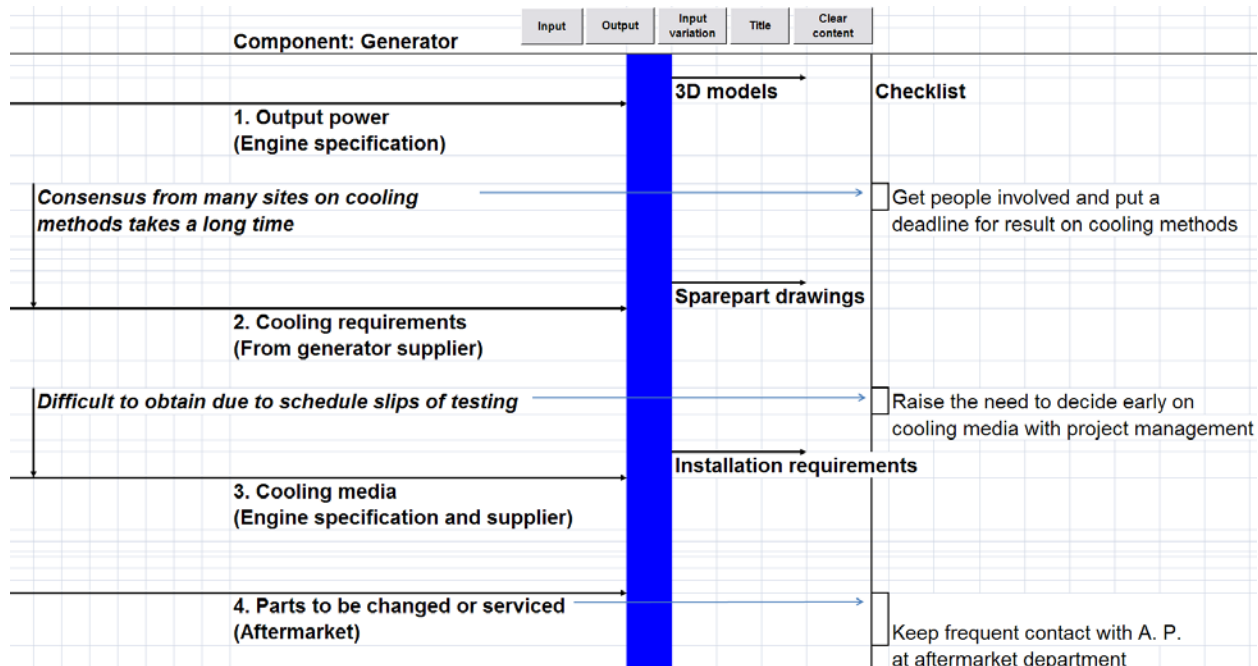 Input
Output
Input
variation
Title
Clear
content
Component: Generator
3D models
Checklist
1. Output power
(Engine specification)
Consensus from many sites on cooling
methods takes a long time
Get people involved and put a
deadline for result on cooling methods
Sparepart drawings
2. Cooling requirements
(From generator supplier)
Difficult to obtain due to schedule slips of testing
Raise the need to decide early on
cooling media with project management
Installation requirements
3. Cooling media
(Engine specification and supplier)
4. Parts to be changed or serviced
(Aftermarket)
Keep frequent contact with A. P.
at aftermarket department